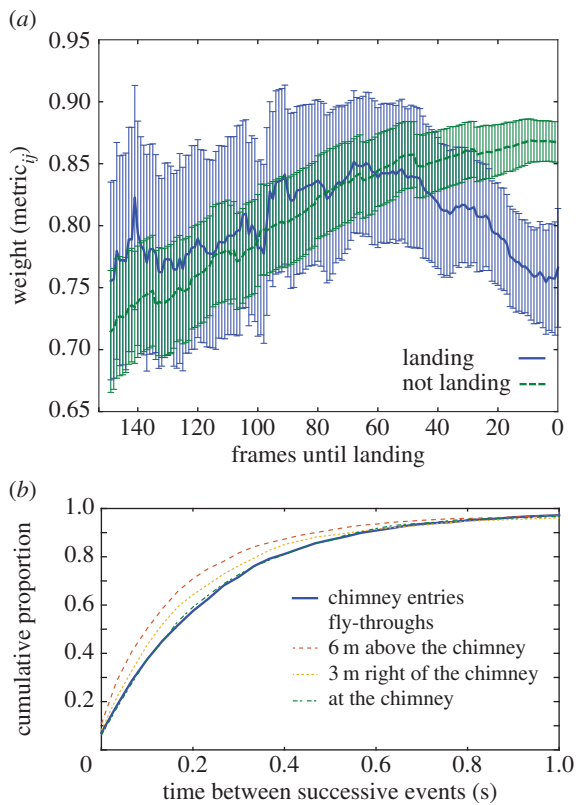 (a)
0.95
0.90
0.85
0.80
0.75
0.70
0.65
weight (metric_ij)
landing
not landing
140 120 100 80 60 40 20 0
frames until landing
(b)
1.0
0.8
0.6
0.4
0.2
cumulative proportion
chimney entries
fly-throughs
6 m above the chimney
3 m right of the chimney
at the chimney
0 0.2 0.4 0.6 0.8 1.0
time between successive events (s)